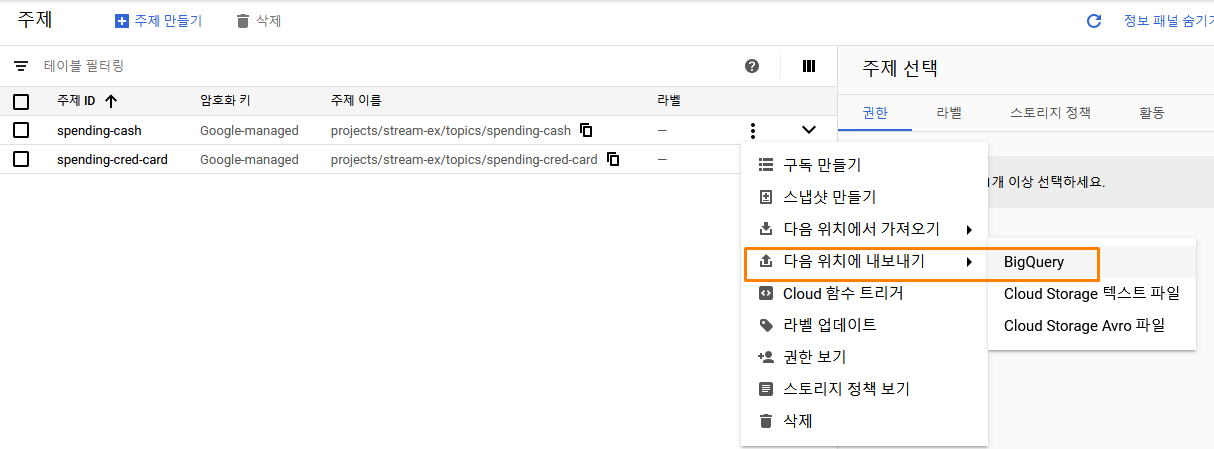 주제 주제 만들기 삭제 정보 패널 숨기기
테이블 필터링
주제 ID 암호화 키 주제 이름 라벨
spending-cash Google-managed projects/stream-ex/topics/spending-cash —
spending-cred-card Google-managed projects/stream-ex/topics/spending-cred-card —
주제 선택
권한 라벨 스토리지 정책 활동
개 이상 선택하세요.
구독 만들기
스냅샷 만들기
다음 위치에서 가져오기
다음 위치에 내보내기
Cloud 함수 트리거
라벨 업데이트
권한 보기
스토리지 정책 보기
삭제
BigQuery
Cloud Storage 텍스트 파일
Cloud Storage Avro 파일